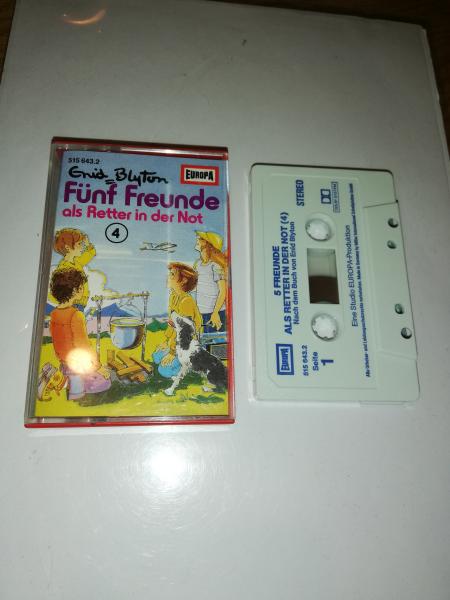 515 643.2
Enid Blyton
EUROPA
Fünf Freunde
als Retter in der Not
4
5 FREUNDE
ALS RETTER IN DER NOT (4)
Nach dem Buch von Enid Blyton
STEREO
EUROPA
515 643.2
Seite
1
Eine Studio EUROPA-Produktion